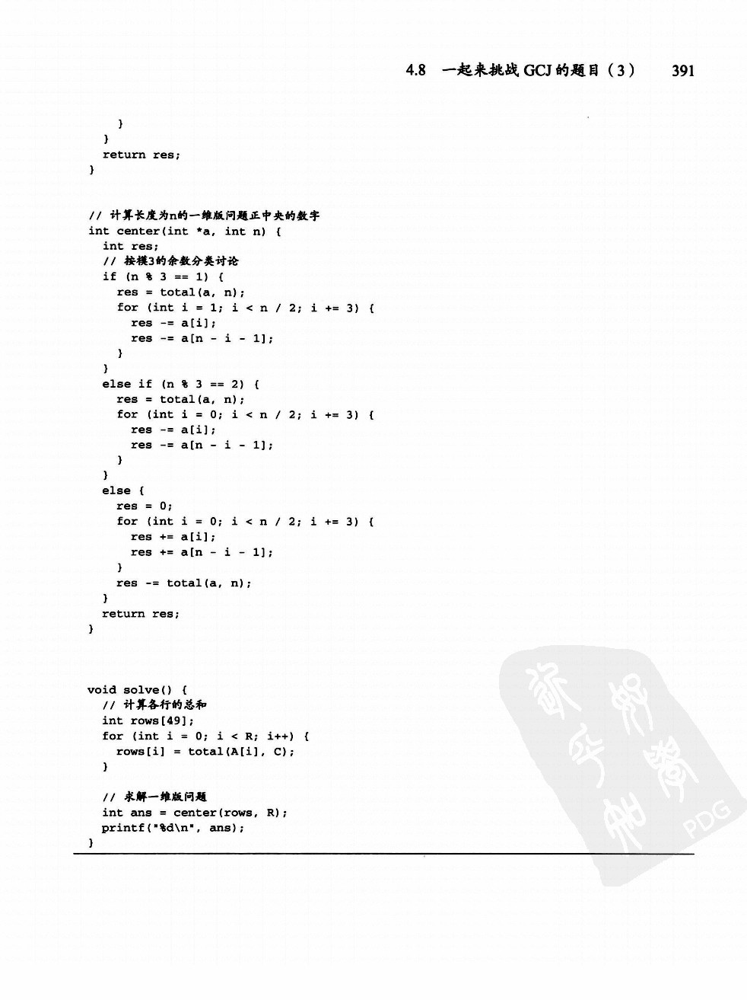 4.8 一起来挑战 GCJ 的题目（3） 391
}
}
return res;
}
// 计算长度为n的一维版问题正中央的数字
int center(int *a, int n) {
int res;
// 按模3的余数分类讨论
if (n % 3 == 1) {
res = total(a, n);
for (int i = 1; i < n / 2; i += 3) {
res -= a[i];
res -= a[n - i - 1];
}
}
else if (n % 3 == 2) {
res = total(a, n);
for (int i = 0; i < n / 2; i += 3) {
res -= a[i];
res -= a[n - i - 1];
}
}
else {
res = 0;
for (int i = 0; i < n / 2; i += 3) {
res += a[i];
res += a[n - i - 1];
}
res -= total(a, n);
}
return res;
}
void solve() {
// 计算各行的总和
int rows[49];
for (int i = 0; i < R; i++) {
rows[i] = total(A[i], C);
}
// 求解一维版问题
int ans = center(rows, R);
printf("%d\n", ans);
}
PDG